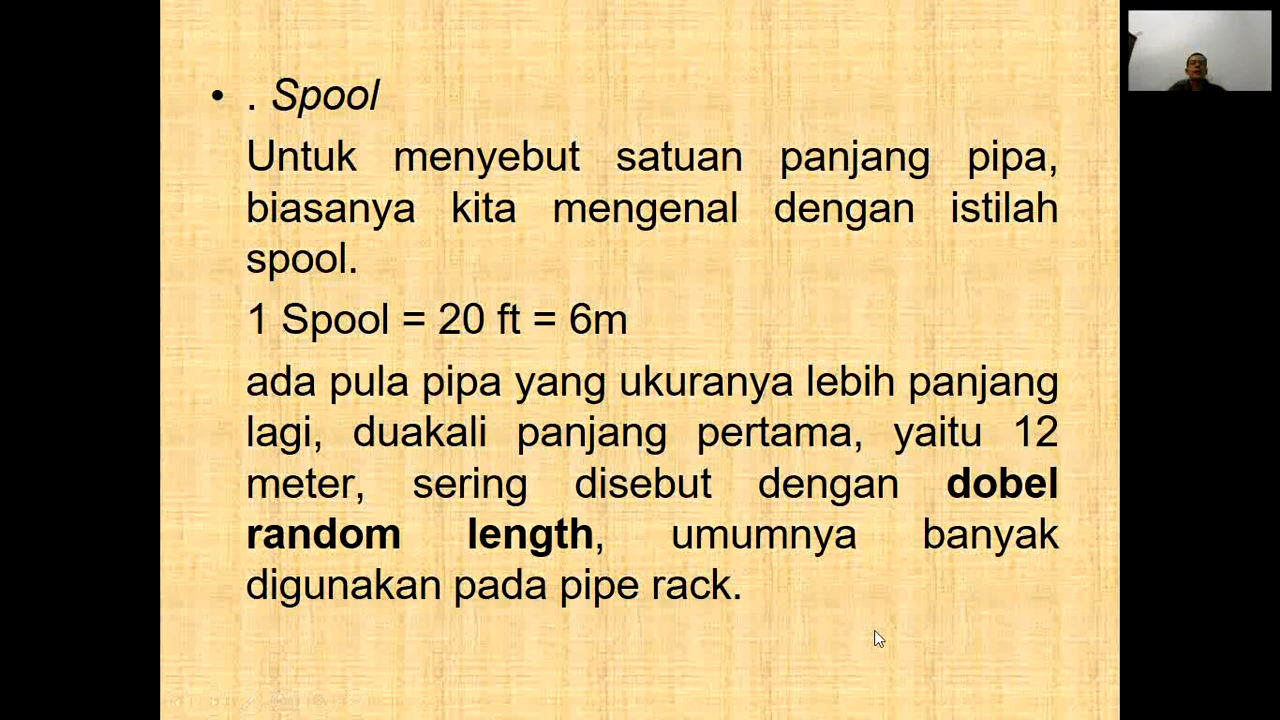 • . Spool
Untuk menyebut satuan panjang pipa,
biasanya kita mengenal dengan istilah
spool.
1 Spool = 20 ft = 6m
ada pula pipa yang ukuranya lebih panjang
lagi, duakali panjang pertama, yaitu 12
meter, sering disebut dengan dobel
random length, umumnya banyak
digunakan pada pipe rack.